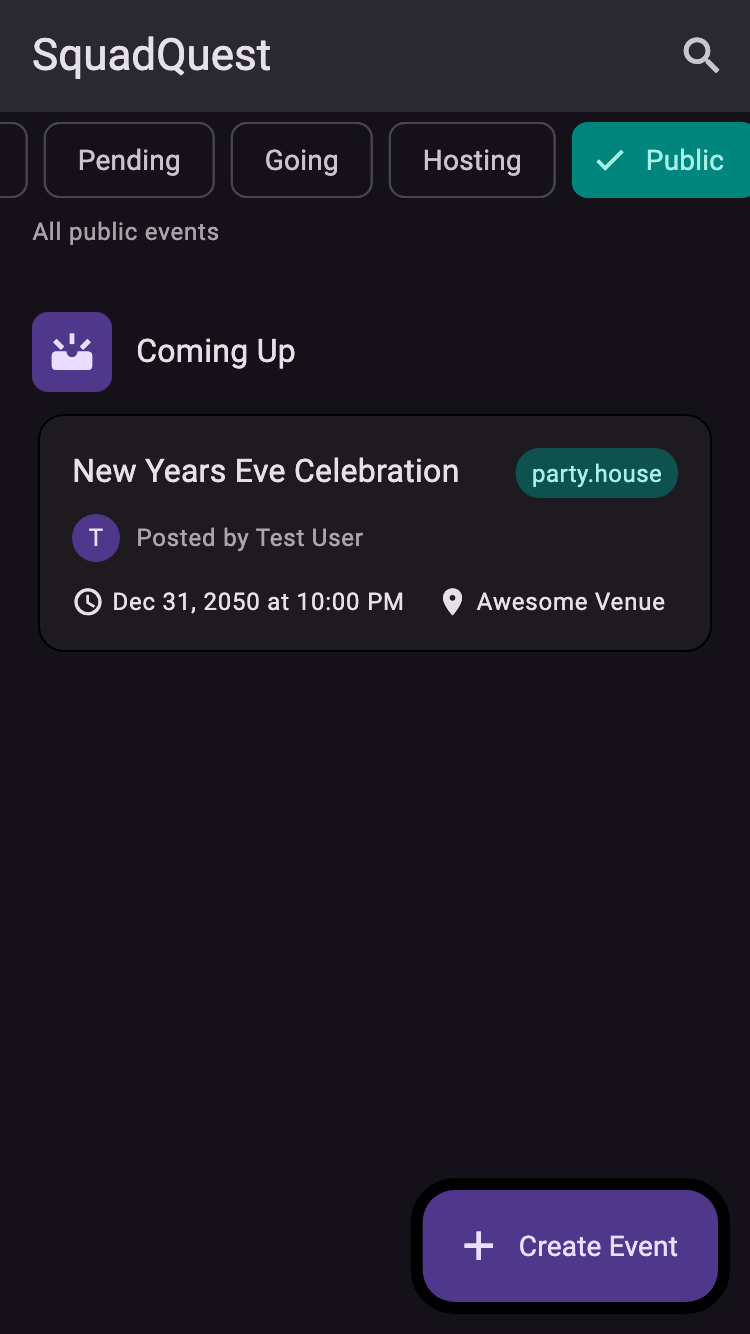 SquadQuest
Pending
Going
Hosting
Public
All public events
Coming Up
New Years Eve Celebration
party.house
T
Posted by Test User
Dec 31, 2050 at 10:00 PM
Awesome Venue
Create Event